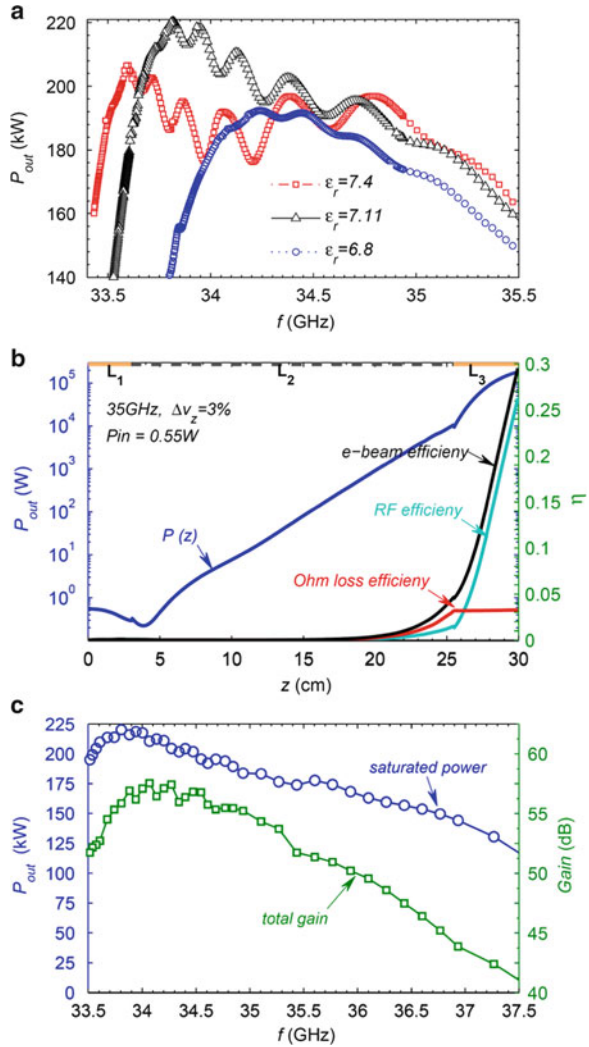 a
220
200
180
160
140
P_out (kW)
ε_r=7.4
ε_r=7.11
ε_r=6.8
33.5 34 34.5 35 35.5
f (GHz)
b
L_1 L_2 L_3
10^5
10^4
10^3
10^2
10^1
10^0
P_out (W)
35GHz, Δv_z=3%
Pin = 0.55W
e-beam efficieny
RF efficieny
P (z)
Ohm loss efficieny
0.3
0.25
0.2
0.15
0.1
0.05
0
η
0 5 10 15 20 25 30
z (cm)
c
225
200
175
150
125
100
75
50
25
0
P_out (kW)
saturated power
total gain
60
55
50
45
40
Gain (dB)
33.5 34 34.5 35 35.5 36 36.5 37 37.5
f (GHz)